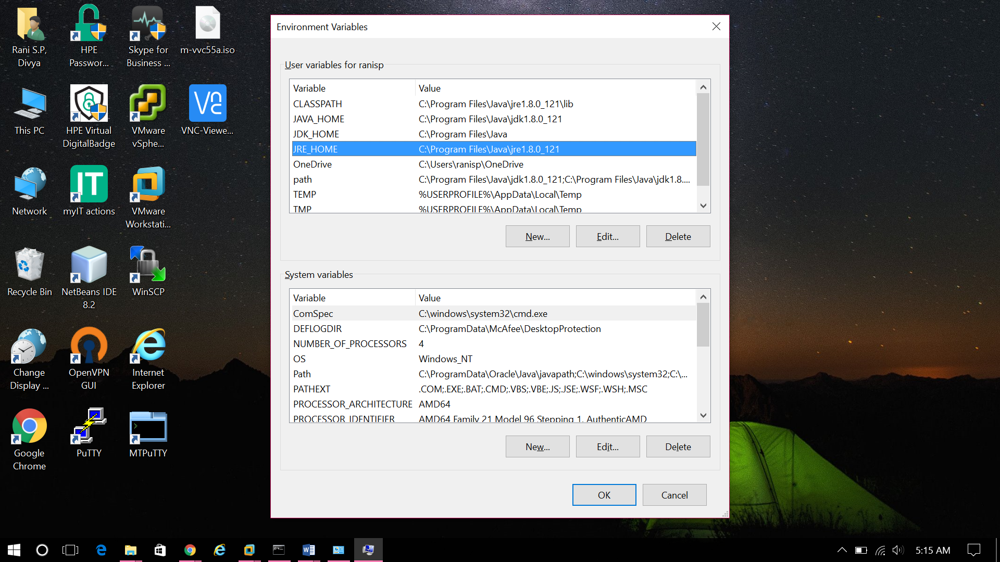 Rani S.P,
Divya
HPE
Passwor...
Skype for
Business ...
m-vvc55a.iso
This PC
HPE Virtual
DigitalBadge
VMware
vSphe...
VNC-Viewe...
Network
myIT actions
VMware
Workstati...
Recycle Bin
NetBeans IDE
8.2
WinSCP
Change
Display ...
OpenVPN
GUI
Internet
Explorer
Google
Chrome
PuTTY
MTPuTTY
IT
Environment Variables
User variables for ranisp
Variable Value
CLASSPATH C:\Program Files\Java\jre1.8.0_121\lib
JAVA_HOME C:\Program Files\Java\jdk1.8.0_121
JDK_HOME C:\Program Files\Java
JRE_HOME C:\Program Files\Java\jre1.8.0_121
OneDrive C:\Users\ranisp\OneDrive
path C:\Program Files\Java\jdk1.8.0_121;C:\Program Files\Java\jdk1.8....
TEMP %USERPROFILE%\AppData\Local\Temp
TMP %USERPROFILE%\AppData\Local\Temp
New... Edit... Delete
System variables
Variable Value
ComSpec C:\windows\system32\cmd.exe
DEFLOGDIR C:\ProgramData\McAfee\DesktopProtection
NUMBER_OF_PROCESSORS 4
OS Windows_NT
Path C:\ProgramData\Oracle\Java\javapath;C:\windows\system32;C:\...
PATHEXT .COM;.EXE;.BAT;.CMD;.VBS;.VBE;.JS;.JSE;.WSF;.WSH;.MSC
PROCESSOR_ARCHITECTURE AMD64
PROCESSOR_IDENTIFIER AMD64 Family 21 Model 96 Stepping 1, AuthenticAMD
New... Edit... Delete
OK Cancel
5:15 AM